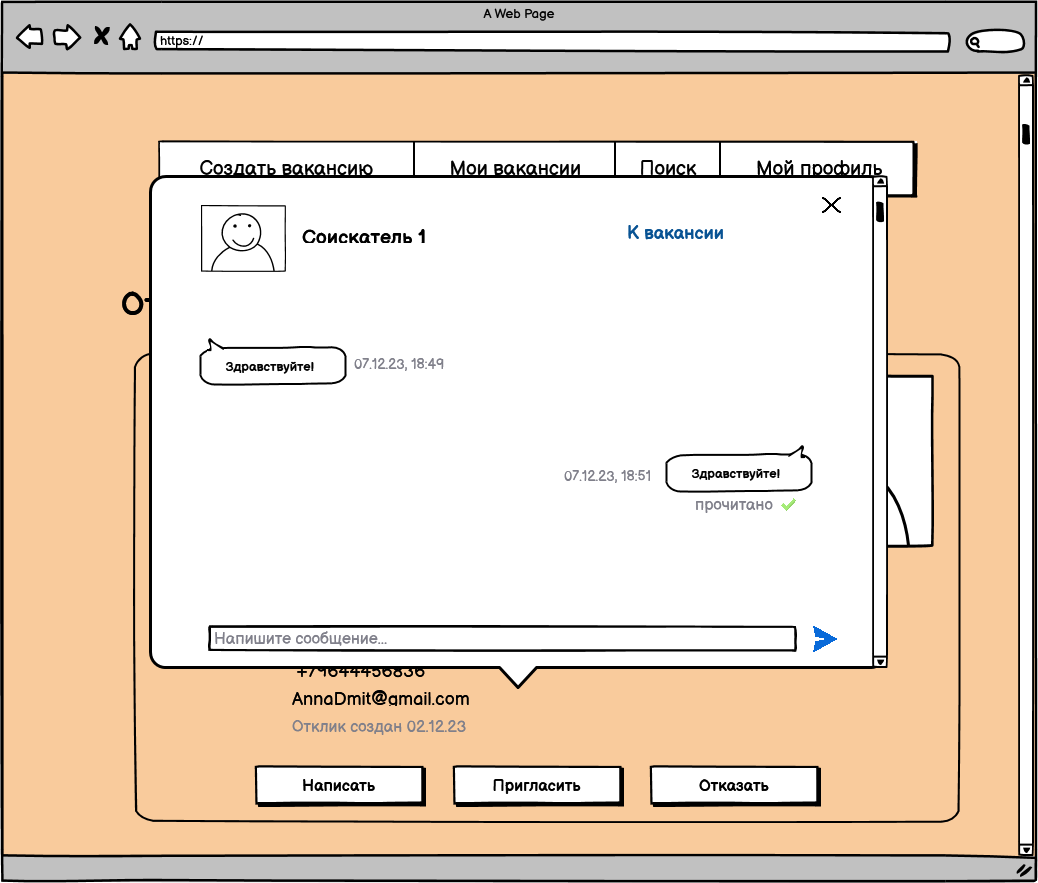 A Web Page
https://
Создать вакансию
Мои вакансии
Поиск
Мой профиль
Соискатель 1
К вакансии
Здравствуйте!
07.12.23, 18:49
07.12.23, 18:51
Здравствуйте!
прочитано
Напишите сообщение...
+79644456836
AnnaDmit@gmail.com
Отклик создан 02.12.23
Написать
Пригласить
Отказать